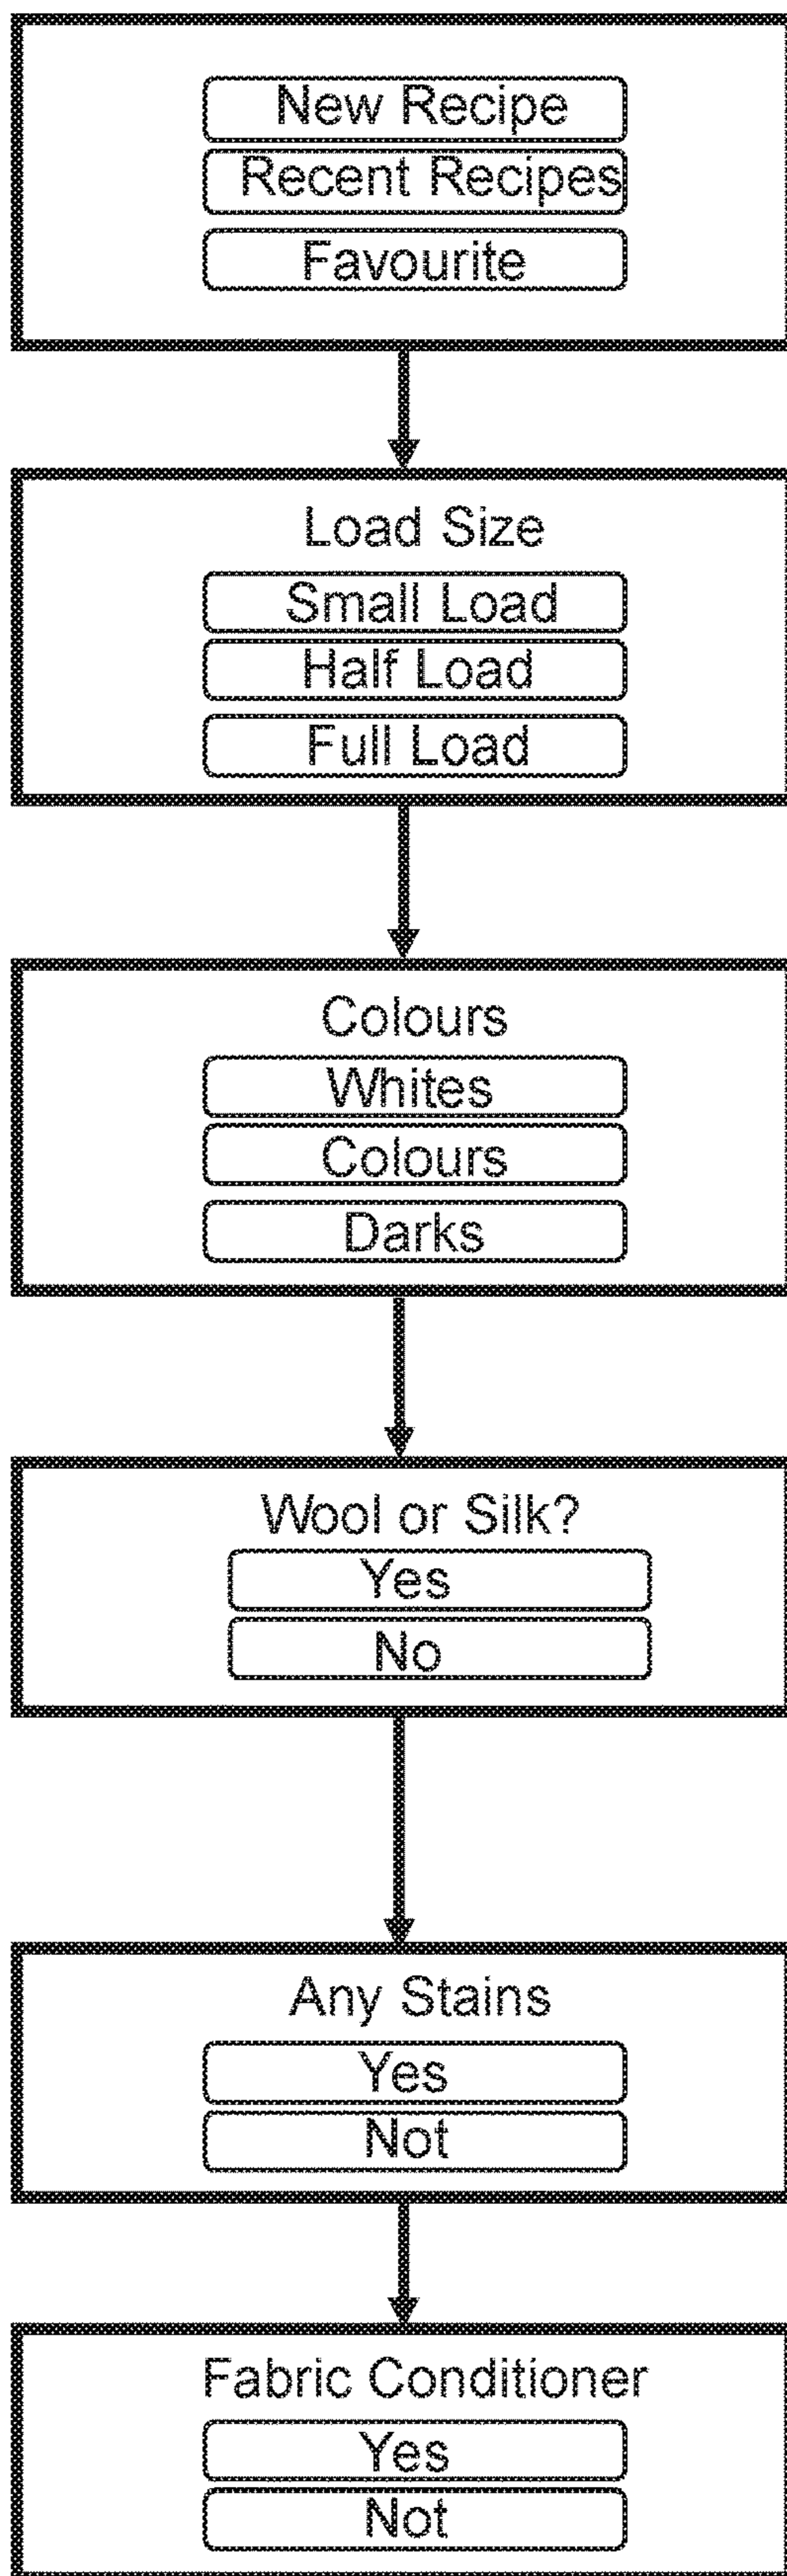 New Recipe
Recent Recipes
Favourite
Load Size
Small Load
Half Load
Full Load
Colours
Whites
Colours
Darks
Wool or Silk?
Yes
No
Any Stains
Yes
Not
Fabric Conditioner
Yes
Not